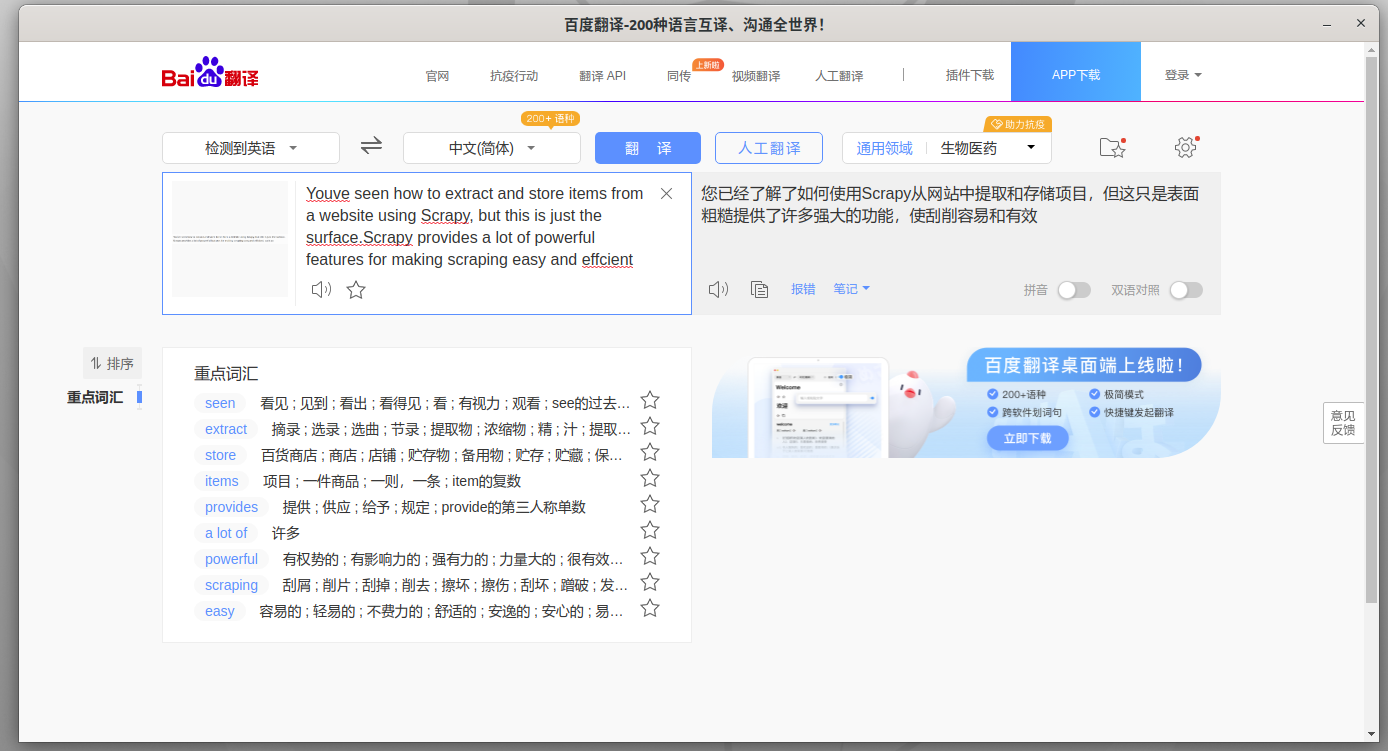 百度翻译-200种语言互译、沟通全世界！
Bai du 翻译
官网
抗疫行动
翻译 API
同传
上新啦
视频翻译
人工翻译
插件下载
APP下载
登录
200+ 语种
助力抗疫
检测到英语
中文(简体)
翻 译
人工翻译
通用领域
生物医药
Youve seen how to extract and store items from
a website using Scrapy, but this is just the
surface.Scrapy provides a lot of powerful
features for making scraping easy and effcient
您已经了解了如何使用Scrapy从网站中提取和存储项目，但这只是表面
粗糙提供了许多强大的功能，使刮削容易和有效
报错
笔记
拼音
双语对照
排序
重点词汇
重点词汇
seen 看见 ; 见到 ; 看出 ; 看得见 ; 看 ; 有视力 ; 观看 ; see的过去…
extract 摘录 ; 选录 ; 选曲 ; 节录 ; 提取物 ; 浓缩物 ; 精 ; 汁 ; 提取…
store 百货商店 ; 商店 ; 店铺 ; 贮存物 ; 备用物 ; 贮存 ; 贮藏 ; 保…
items 项目 ; 一件商品 ; 一则，一条 ; item的复数
provides 提供 ; 供应 ; 给予 ; 规定 ; provide的第三人称单数
a lot of 许多
powerful 有权势的 ; 有影响力的 ; 强有力的 ; 力量大的 ; 很有效…
scraping 刮屑 ; 削片 ; 刮掉 ; 削去 ; 擦坏 ; 擦伤 ; 刮坏 ; 蹭破 ; 发…
easy 容易的 ; 轻易的 ; 不费力的 ; 舒适的 ; 安逸的 ; 安心的 ; 易…
百度翻译桌面端上线啦！
200+语种
极简模式
跨软件划词句
快捷键发起翻译
立即下载
Welcome
欢迎
welcome
意见
反馈